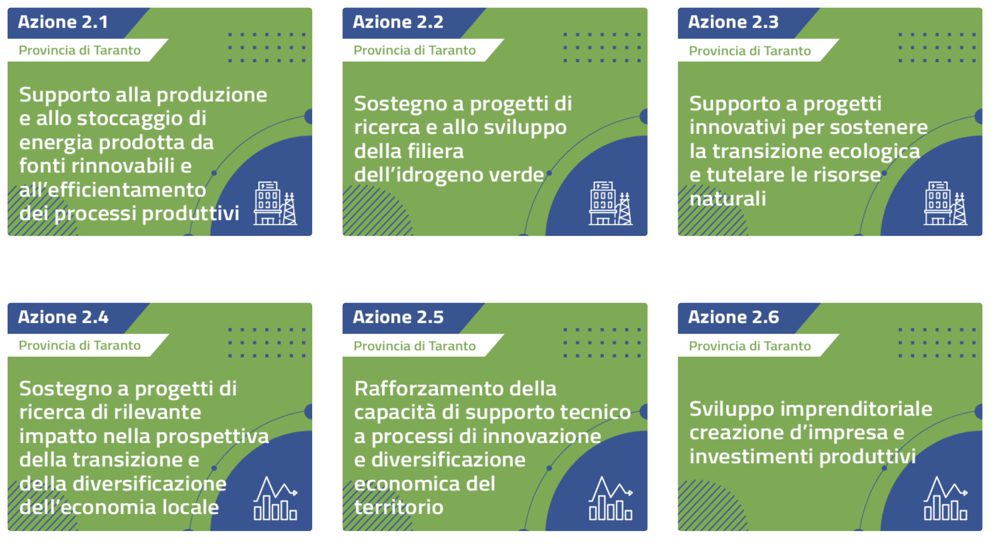 Azione 2.1
Provincia di Taranto
Supporto alla produzione
e allo stoccaggio di
energia prodotta da
fonti rinnovabili e
all’efficientamento
dei processi produttivi
Azione 2.2
Provincia di Taranto
Sostegno a progetti di
ricerca e allo sviluppo
della filiera
dell’idrogeno verde
Azione 2.3
Provincia di Taranto
Supporto a progetti
innovativi per sostenere
la transizione ecologica
e tutelare le risorse
naturali
Azione 2.4
Provincia di Taranto
Sostegno a progetti di
ricerca di rilevante
impatto nella prospettiva
della transizione e
della diversificazione
dell’economia locale
Azione 2.5
Provincia di Taranto
Rafforzamento della
capacità di supporto tecnico
a processi di innovazione
e diversificazione
economica del
territorio
Azione 2.6
Provincia di Taranto
Sviluppo imprenditoriale
creazione d’impresa e
investimenti produttivi